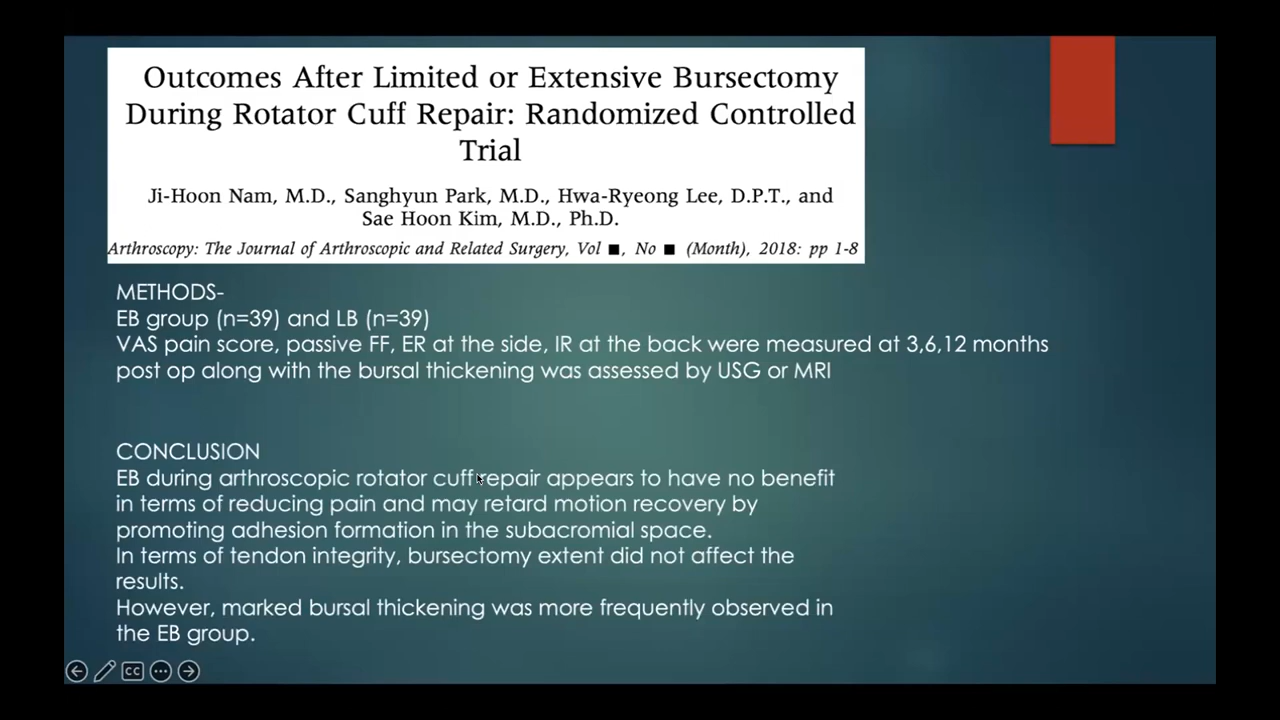 Outcomes After Limited or Extensive Bursectomy
During Rotator Cuff Repair: Randomized Controlled
Trial
Ji-Hoon Nam, M.D., Sanghyun Park, M.D., Hwa-Ryeong Lee, D.P.T., and
Sae Hoon Kim, M.D., Ph.D.
Arthroscopy: The Journal of Arthroscopic and Related Surgery, Vol ■, No ■ (Month), 2018: pp 1-8
METHODS-
EB group (n=39) and LB (n=39)
VAS pain score, passive FF, ER at the side, IR at the back were measured at 3,6,12 months
post op along with the bursal thickening was assessed by USG or MRI
CONCLUSION
EB during arthroscopic rotator cuff repair appears to have no benefit
in terms of reducing pain and may retard motion recovery by
promoting adhesion formation in the subacromial space.
In terms of tendon integrity, bursectomy extent did not affect the
results.
However, marked bursal thickening was more frequently observed in
the EB group.
CC